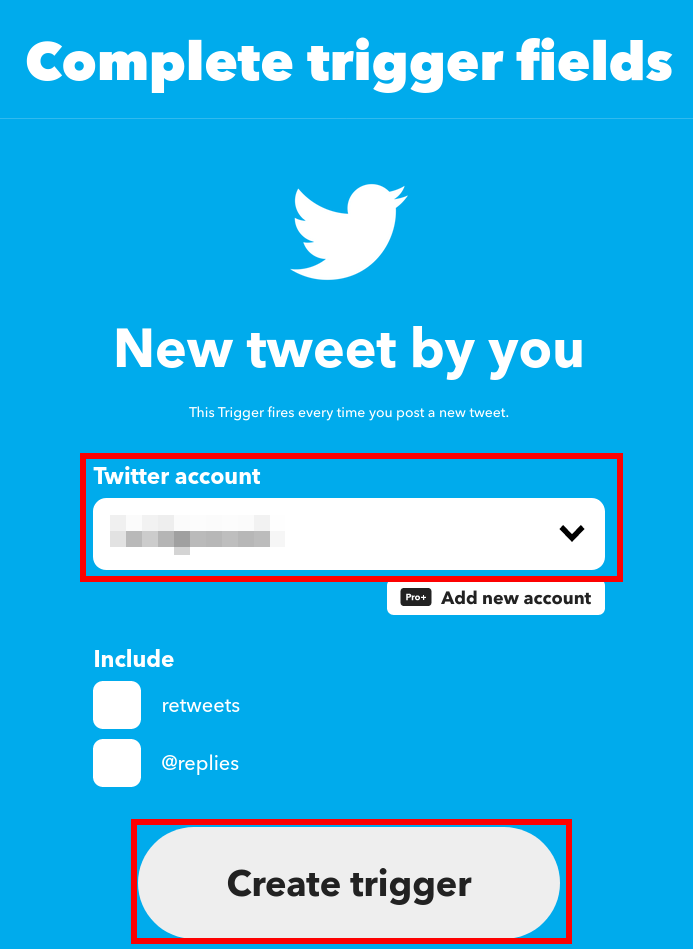 Complete trigger fields
New tweet by you
This Trigger fires every time you post a new tweet.
Twitter account
Pro+ Add new account
Include
retweets
@replies
Create trigger